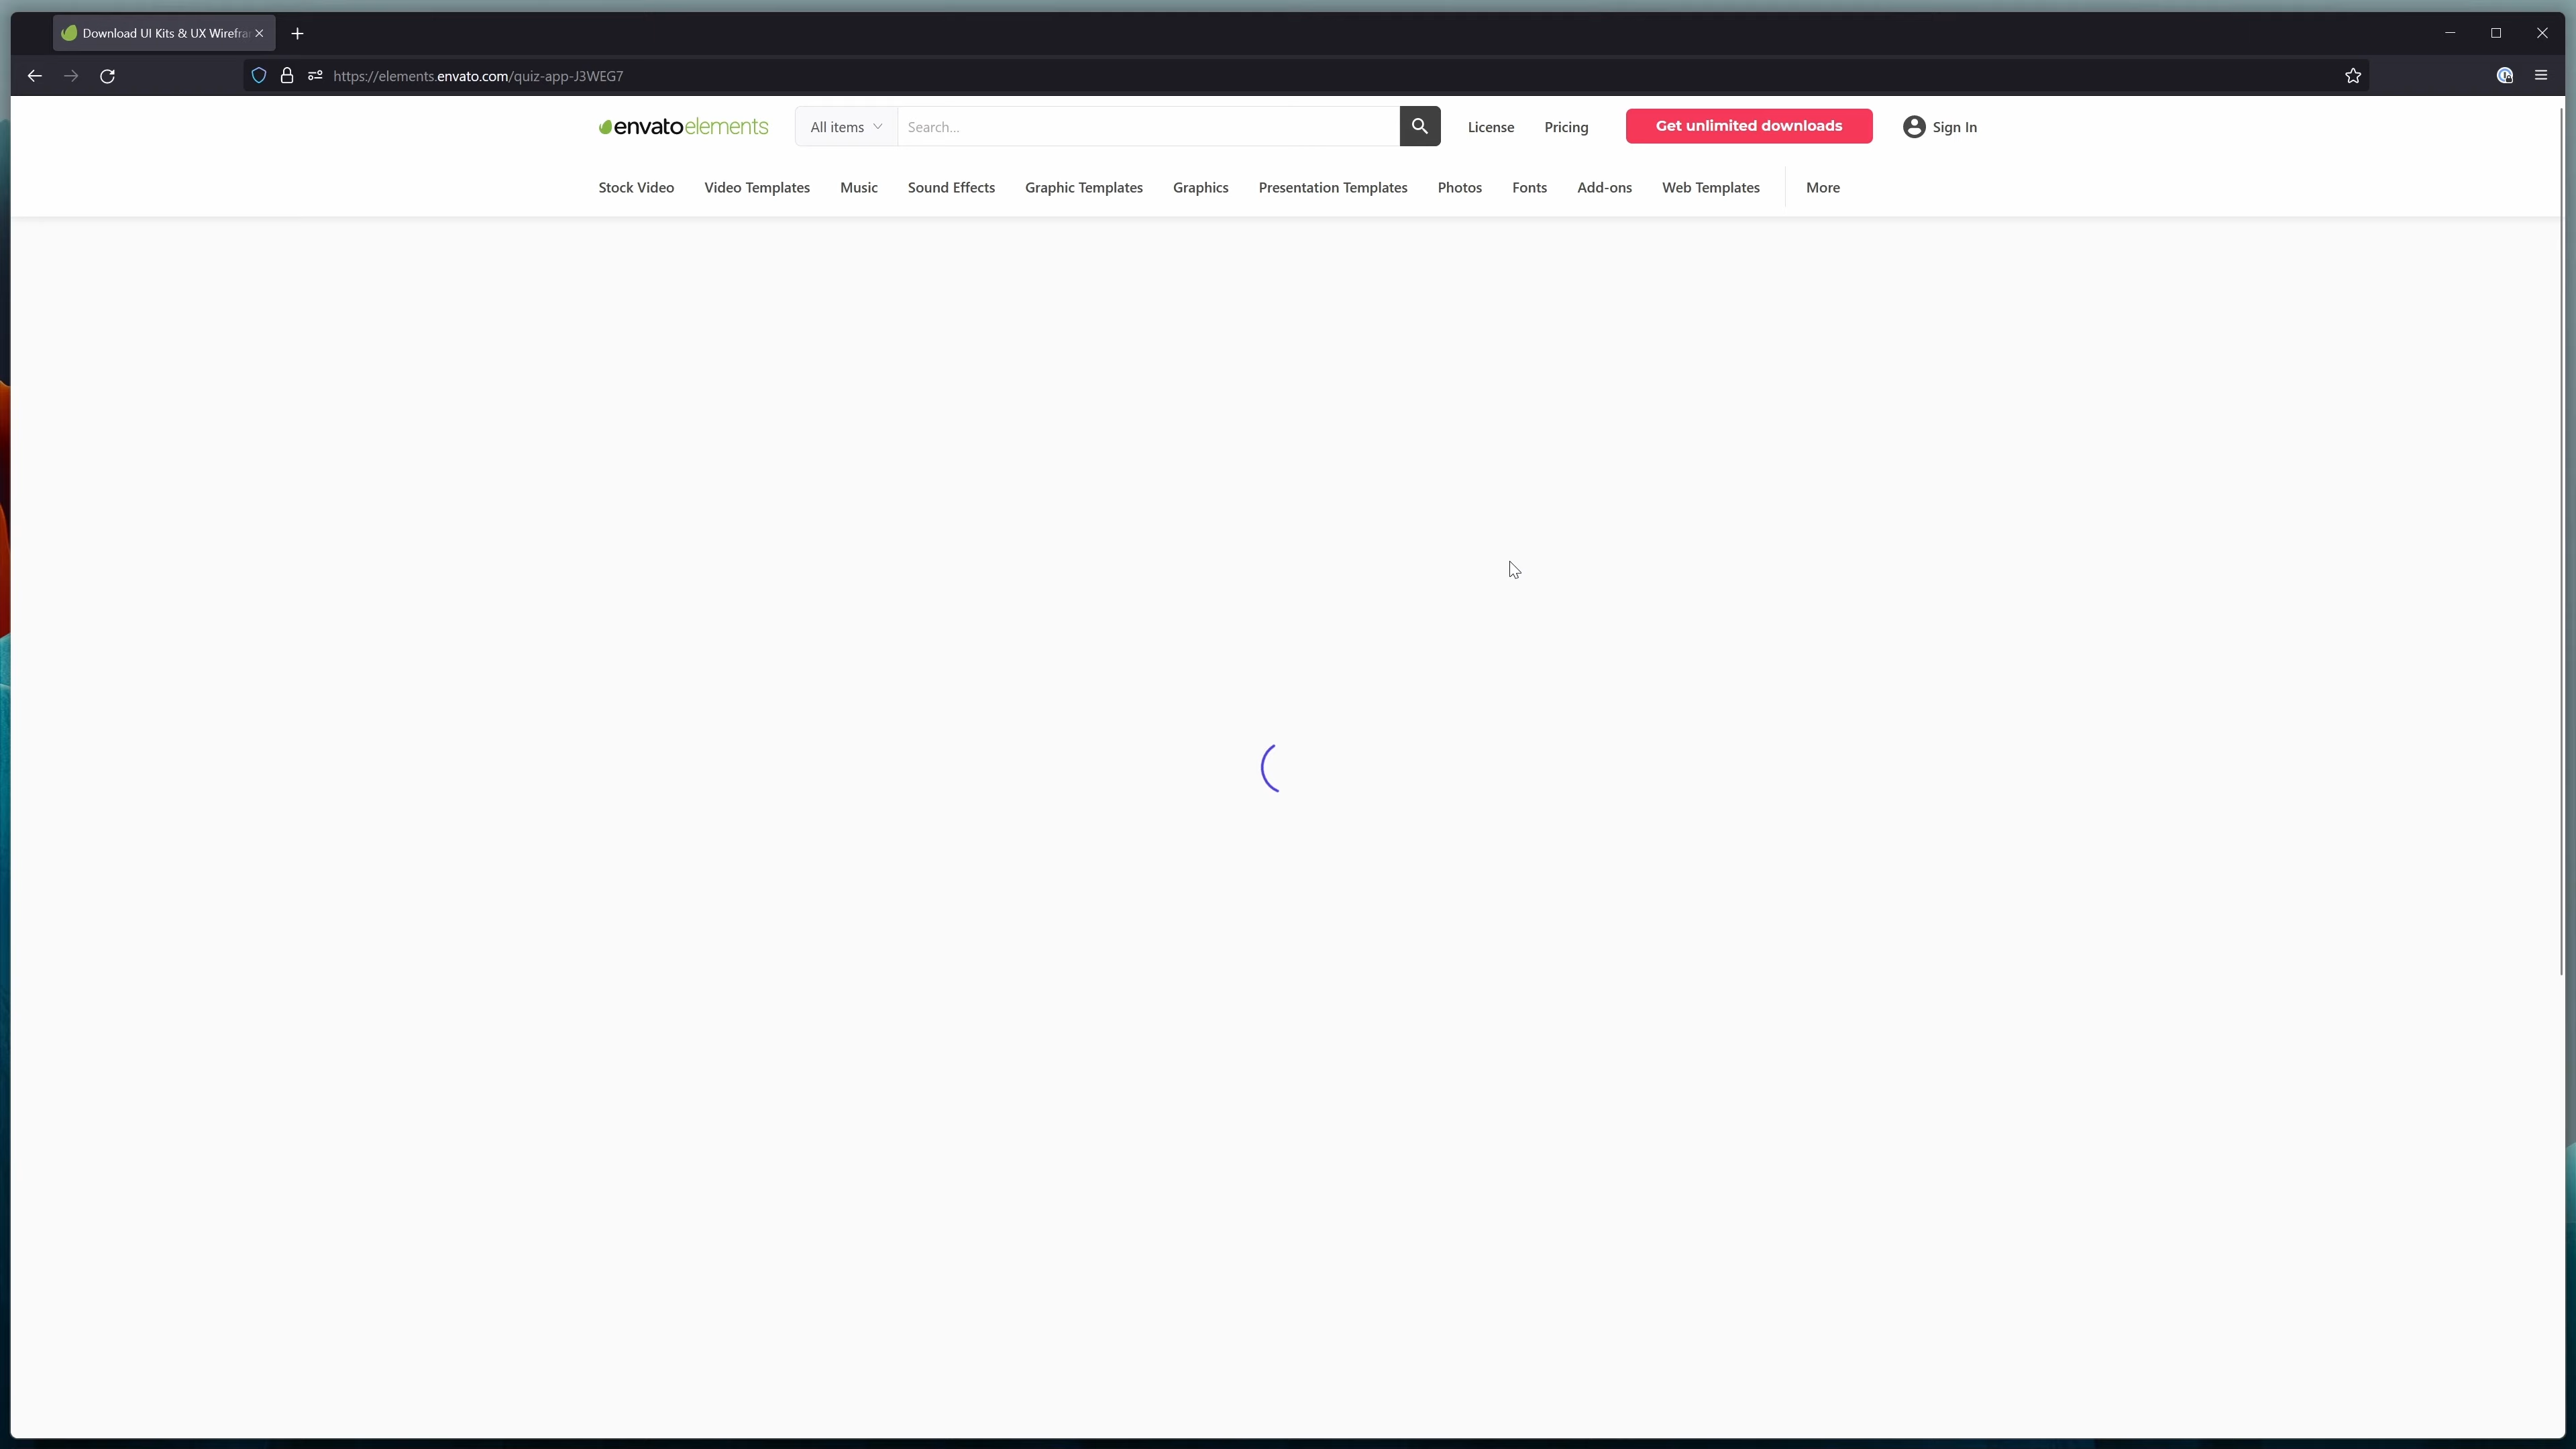 Download UI Kits & UX Wirefra
https://elements.envato.com/quiz-app-J3WEG7
envatoelements
All items
Search...
License
Pricing
Get unlimited downloads
Sign In
Stock Video
Video Templates
Music
Sound Effects
Graphic Templates
Graphics
Presentation Templates
Photos
Fonts
Add-ons
Web Templates
More